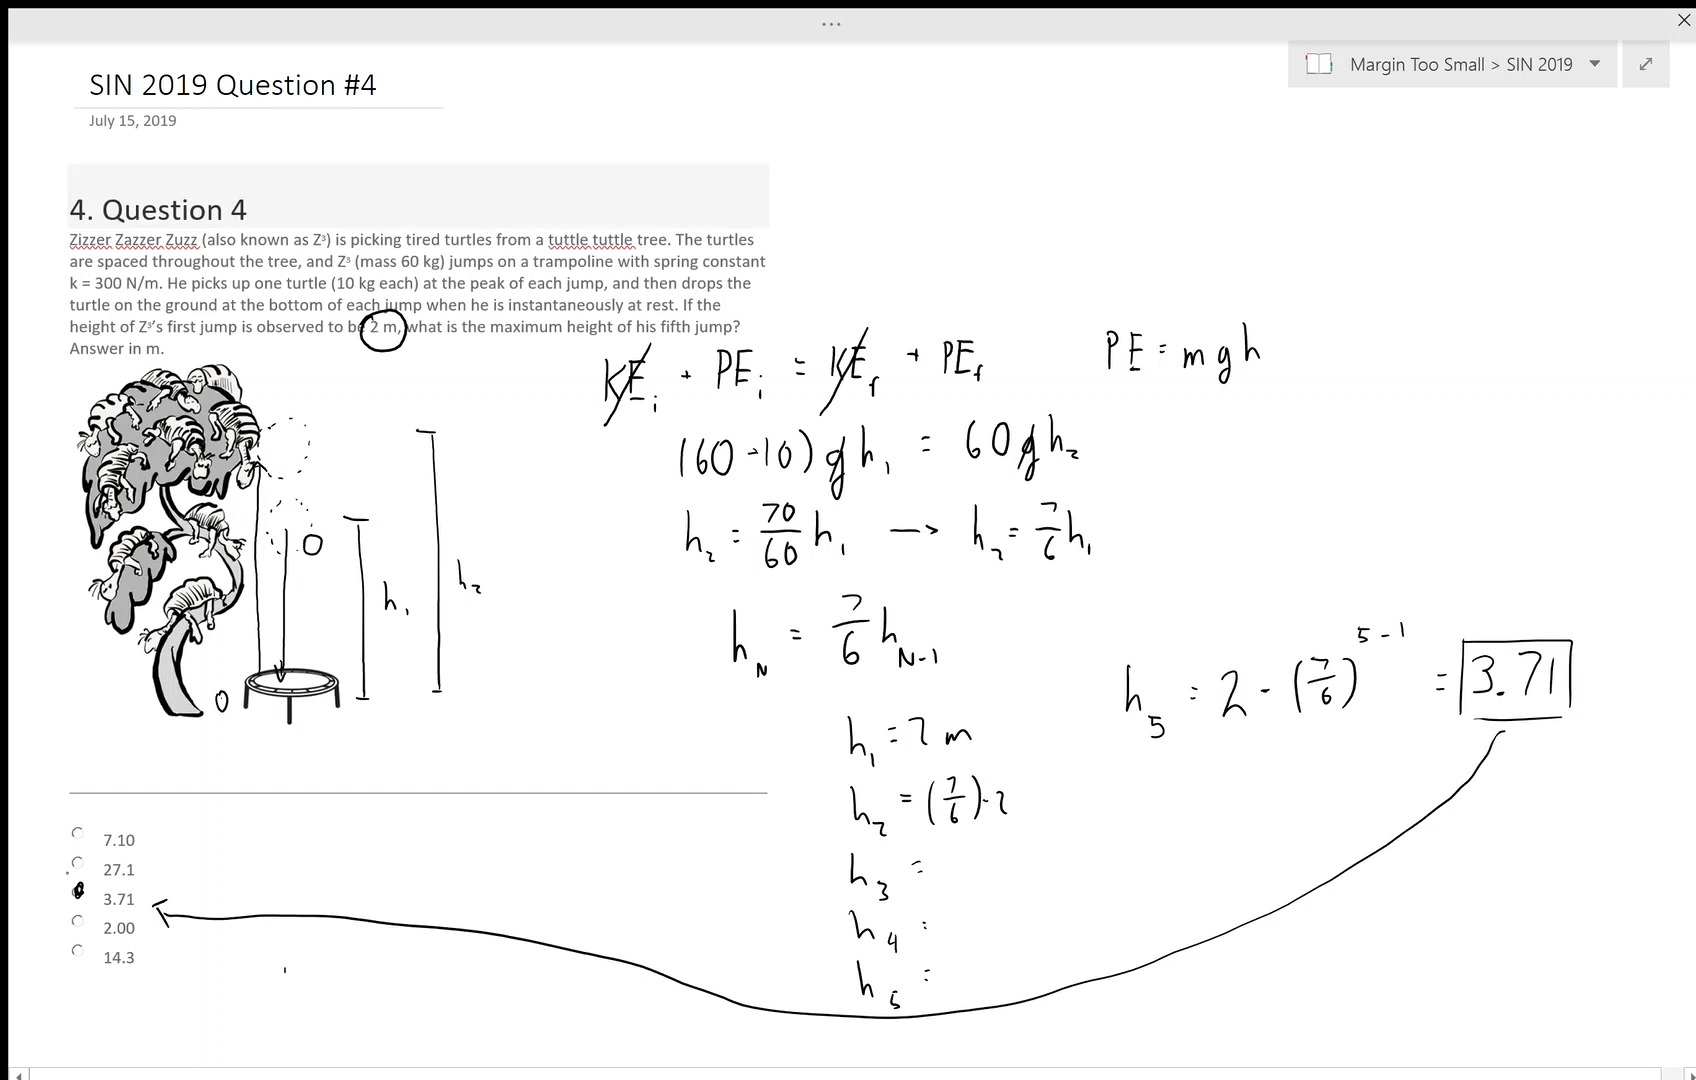 ...
Margin Too Small > SIN 2019
SIN 2019 Question #4
July 15, 2019
4. Question 4
Zizzer Zazzer Zuzz (also known as Z³) is picking tired turtles from a tuttle tuttle tree. The turtles
are spaced throughout the tree, and Z³ (mass 60 kg) jumps on a trampoline with spring constant
k = 300 N/m. He picks up one turtle (10 kg each) at the peak of each jump, and then drops the
turtle on the ground at the bottom of each jump when he is instantaneously at rest. If the
height of Z³'s first jump is observed to be 2 m, what is the maximum height of his fifth jump?
Answer in m.
KEᵢ + PEᵢ = KE_f + PE_f
PE = mgh
(60+10)gh₁ = 60gh₂
h₂ = 70/60 h₁ → h₂ = 7/6 h₁
0
h₁
h₂
0
h_N = 7/6 h_N-1
h₅ = 2 · (7/6)^5-1 = 3.71
h₁ = 2 m
h₂ = (7/6)·2
h₃ =
h₄ =
h₅ =
7.10
27.1
3.71
2.00
14.3